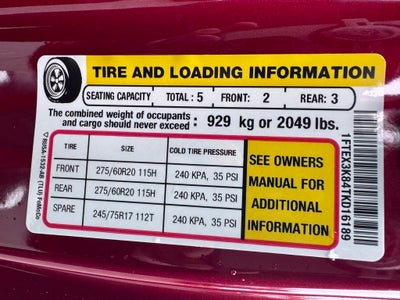 TIRE AND LOADING INFORMATION
SEATING CAPACITY TOTAL : 5 FRONT: 2 REAR: 3
The combined weight of occupants
and cargo should never exceed : 929 kg or 2049 lbs.
TIRE SIZE COLD TIRE PRESSURE
FRONT 275/60R20 115H 240 KPA, 35 PSI
REAR 275/60R20 115H 240 KPA, 35 PSI
SPARE 245/75R17 112T 240 KPA, 35 PSI
SEE OWNERS
MANUAL FOR
ADDITIONAL
INFORMATION
1FTEX3K84TKD16189